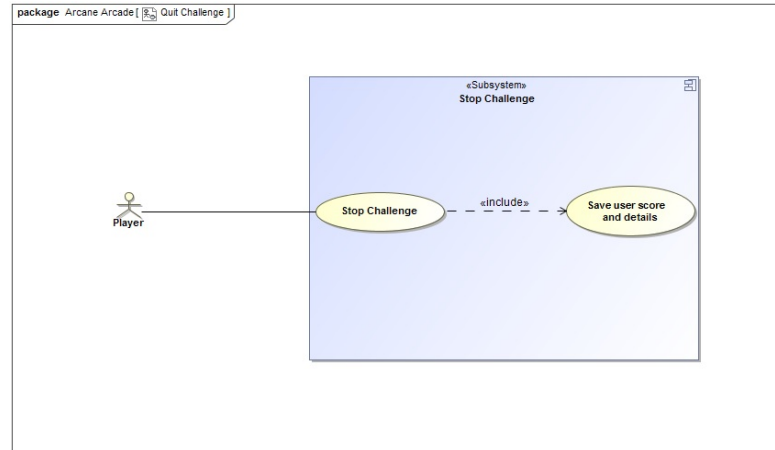 package Arcane Arcade [ Quit Challenge ]
«Subsystem»
Stop Challenge
Player
Stop Challenge
«include»
Save user score
and details